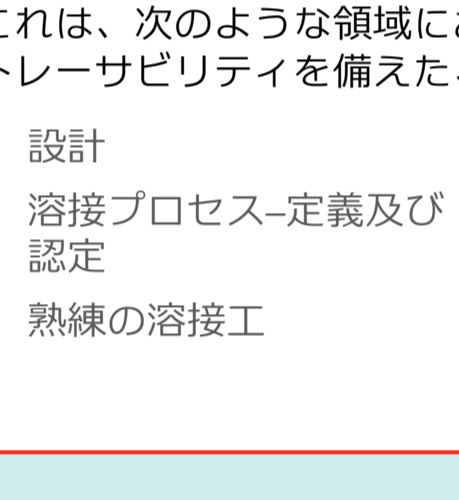 これは、次のような領域に
トレーサビリティを備えた、
設計
溶接プロセス–定義及び
認定
熟練の溶接工